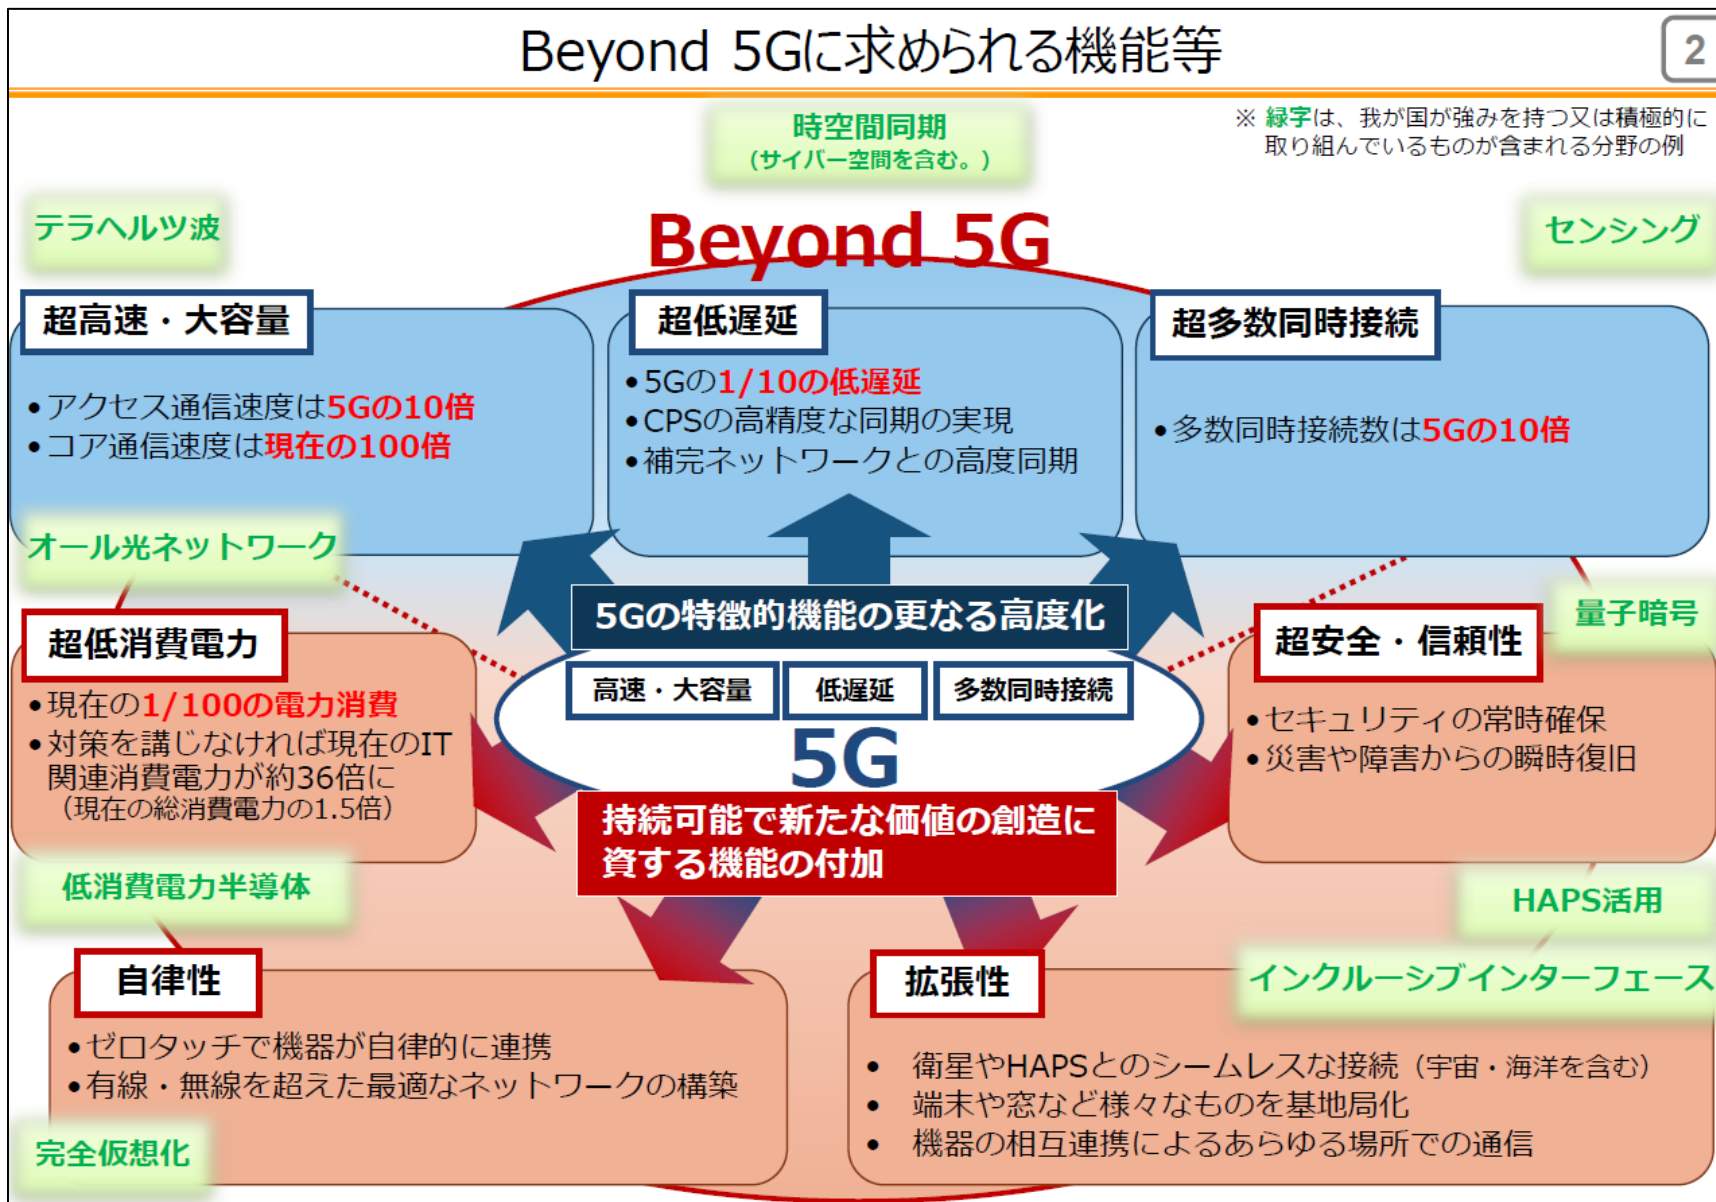 Beyond 5Gに求められる機能等
2
※ 緑字は、我が国が強みを持つ又は積極的に
取り組んでいるものが含まれる分野の例
時空間同期
(サイバー空間を含む。)
テラヘルツ波
センシング
Beyond 5G
超高速・大容量
•アクセス通信速度は5Gの10倍
•コア通信速度は現在の100倍
超低遅延
•5Gの1/10の低遅延
•CPSの高精度な同期の実現
•補完ネットワークとの高度同期
超多数同時接続
•多数同時接続数は5Gの10倍
オール光ネットワーク
5Gの特徴的機能の更なる高度化
高速・大容量
低遅延
多数同時接続
5G
持続可能で新たな価値の創造に
資する機能の付加
超低消費電力
•現在の1/100の電力消費
•対策を講じなければ現在のIT
関連消費電力が約36倍に
（現在の総消費電力の1.5倍）
量子暗号
超安全・信頼性
•セキュリティの常時確保
•災害や障害からの瞬時復旧
低消費電力半導体
HAPS活用
自律性
•ゼロタッチで機器が自律的に連携
•有線・無線を超えた最適なネットワークの構築
完全仮想化
インクルーシブインターフェース
拡張性
• 衛星やHAPSとのシームレスな接続（宇宙・海洋を含む）
• 端末や窓など様々なものを基地局化
• 機器の相互連携によるあらゆる場所での通信